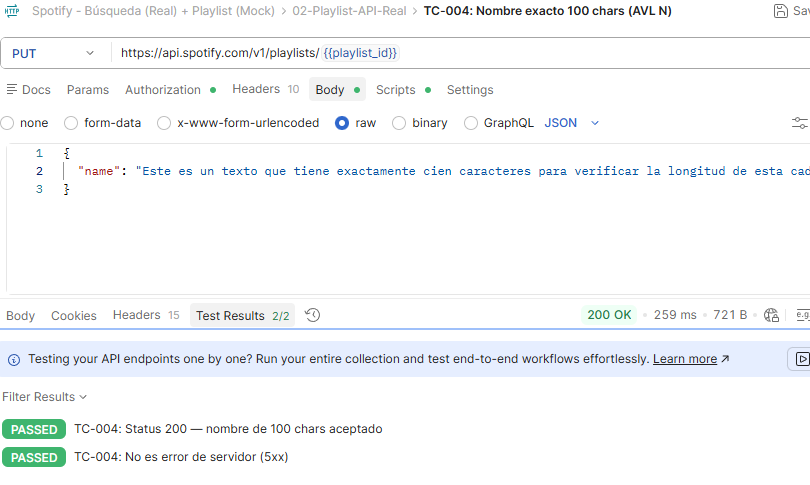 HTTP Spotify - Búsqueda (Real) + Playlist (Mock) > 02-Playlist-API-Real > TC-004: Nombre exacto 100 chars (AVL N) Sav
PUT https://api.spotify.com/v1/playlists/ {{playlist_id}}
Docs Params Authorization Headers 10 Body Scripts Settings
none form-data x-www-form-urlencoded raw binary GraphQL JSON
1 {
2 "name": "Este es un texto que tiene exactamente cien caracteres para verificar la longitud de esta cad
3 }
Body Cookies Headers 15 Test Results 2/2 200 OK • 259 ms • 721 B • e.g
Testing your API endpoints one by one? Run your entire collection and test end-to-end workflows effortlessly. Learn more ↗
Filter Results
PASSED TC-004: Status 200 — nombre de 100 chars aceptado
PASSED TC-004: No es error de servidor (5xx)